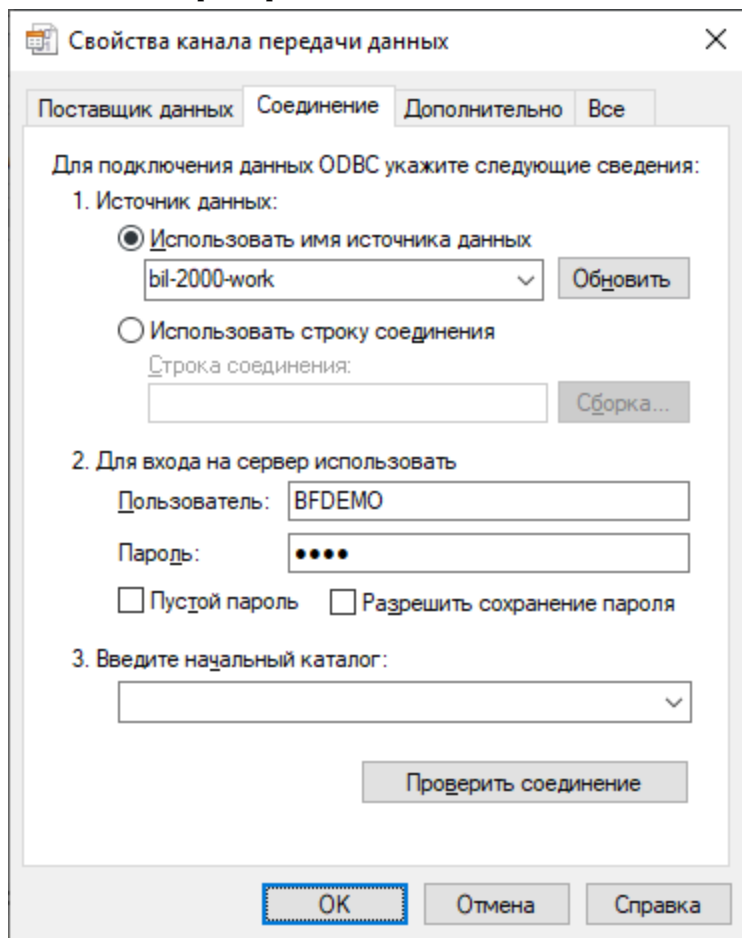 Свойства канала передачи данных
Поставщик данных Соединение Дополнительно Все
Для подключения данных ODBC укажите следующие сведения:
1. Источник данных:
Использовать имя источника данных
bil-2000-work Обновить
Использовать строку соединения
Строка соединения:
Сборка...
2. Для входа на сервер использовать
Пользователь: BFDEMO
Пароль: ●●●●
Пустой пароль Разрешить сохранение пароля
3. Введите начальный каталог:
Проверить соединение
OK Отмена Справка